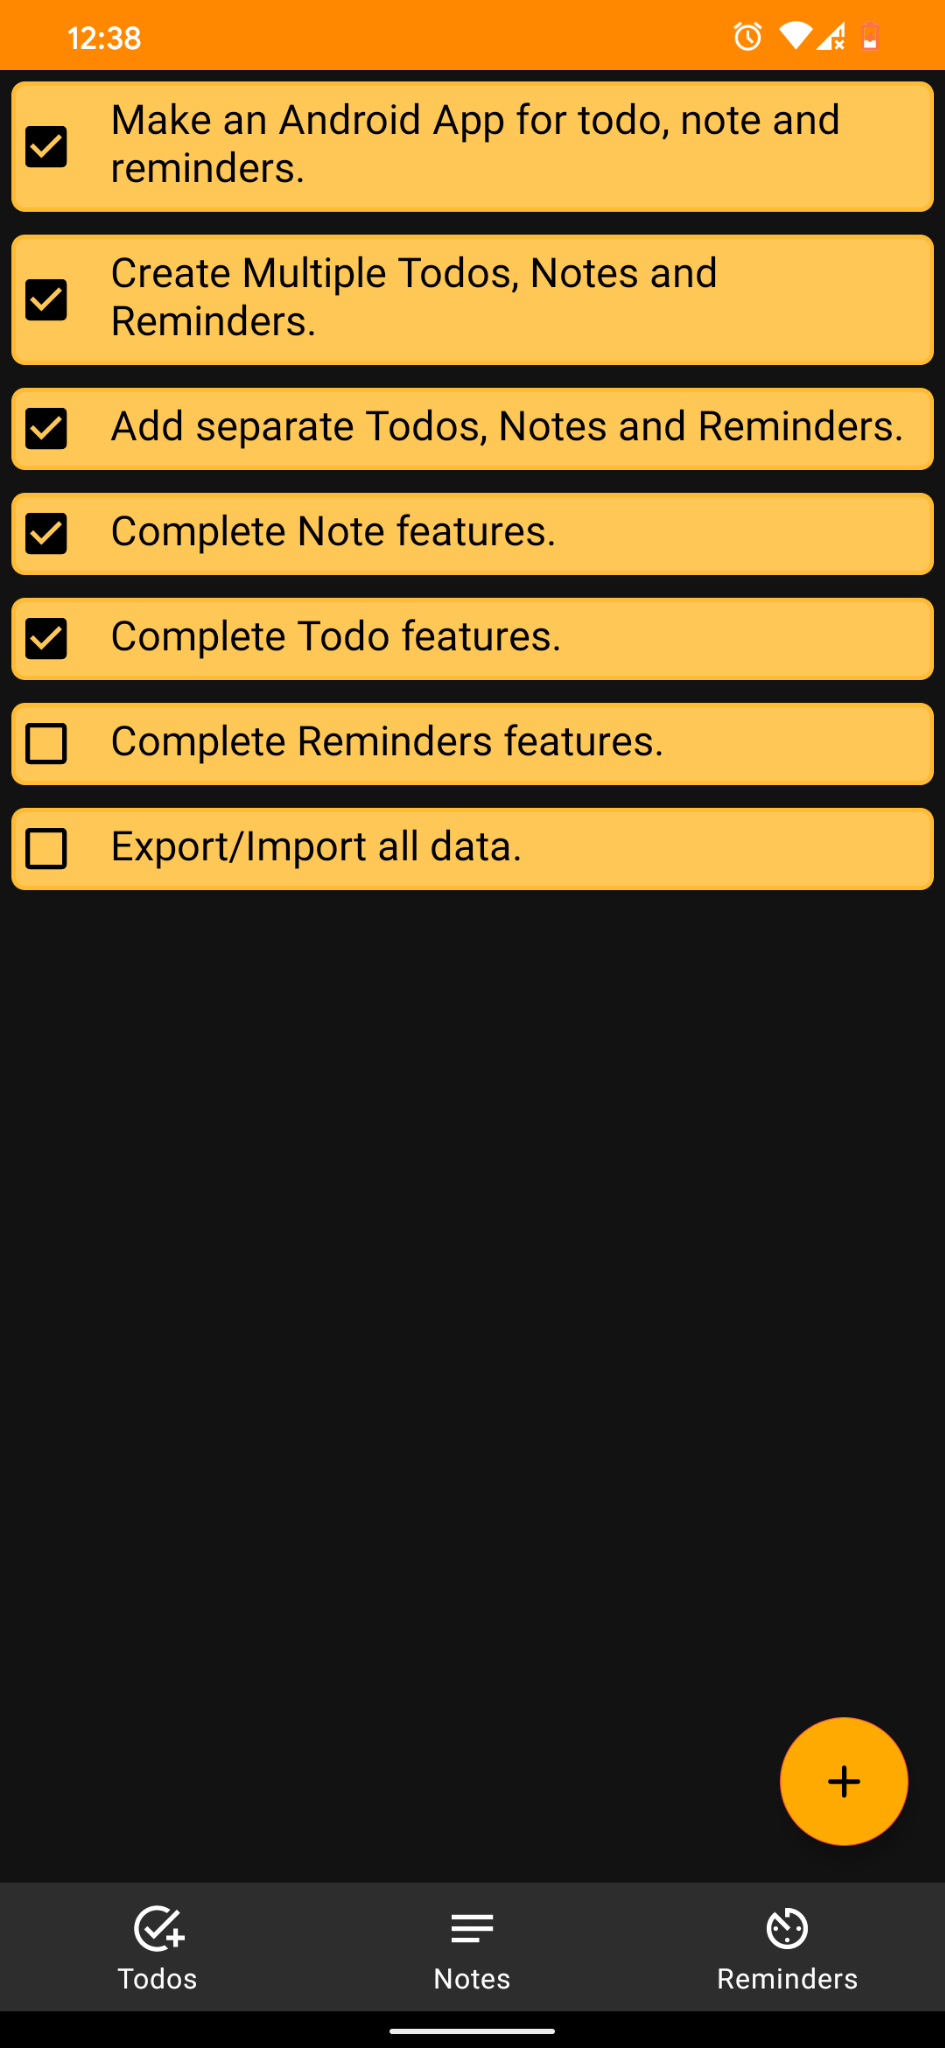 12:38
Make an Android App for todo, note and
reminders.
Create Multiple Todos, Notes and
Reminders.
Add separate Todos, Notes and Reminders.
Complete Note features.
Complete Todo features.
Complete Reminders features.
Export/Import all data.
Todos
Notes
Reminders